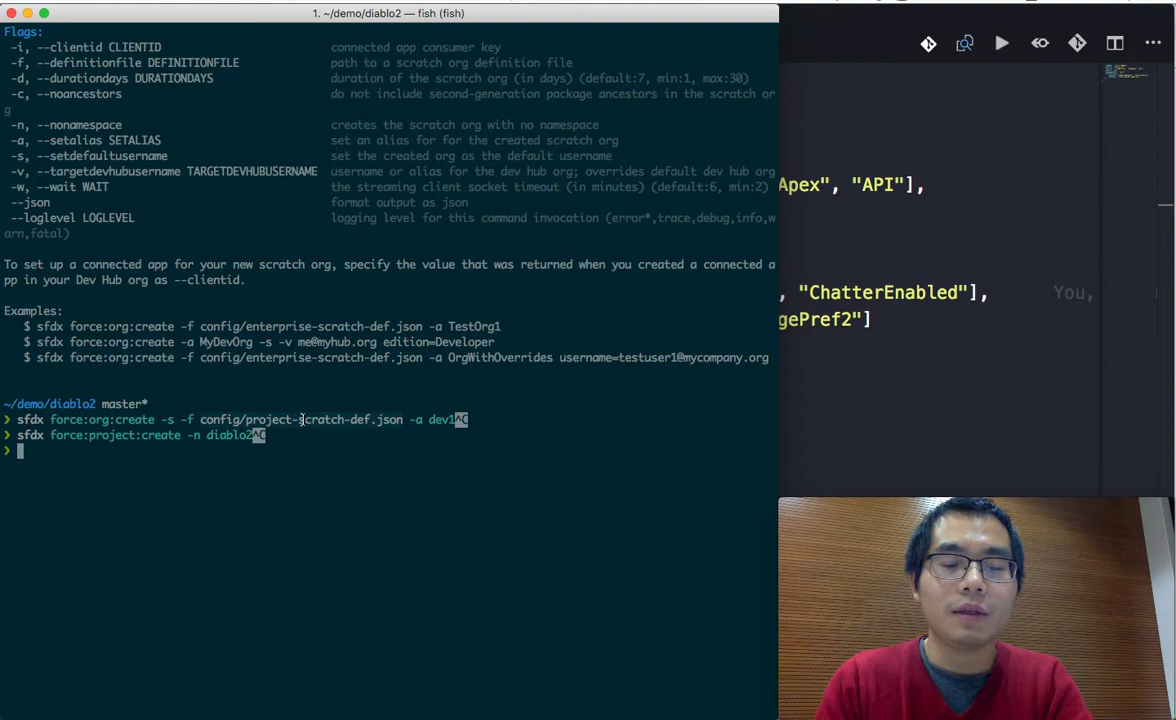 1. ~/demo/diablo2 — fish (fish)
Flags:
-i, --clientid CLIENTID connected app consumer key
-f, --definitionfile DEFINITIONFILE path to a scratch org definition file
-d, --durationdays DURATIONDAYS duration of the scratch org (in days) (default:7, min:1, max:30)
-c, --noancestors do not include second-generation package ancestors in the scratch or
g
-n, --nonamespace creates the scratch org with no namespace
-a, --setalias SETALIAS set an alias for for the created scratch org
-s, --setdefaultusername set the created org as the default username
-v, --targetdevhubusername TARGETDEVHUBUSERNAME username or alias for the dev hub org; overrides default dev hub org
-w, --wait WAIT the streaming client socket timeout (in minutes) (default:6, min:2)
--json format output as json
--loglevel LOGLEVEL logging level for this command invocation (error*,trace,debug,info,w
arn,fatal)
To set up a connected app for your new scratch org, specify the value that was returned when you created a connected a
pp in your Dev Hub org as --clientid.
Examples:
$ sfdx force:org:create -f config/enterprise-scratch-def.json -a TestOrg1
$ sfdx force:org:create -a MyDevOrg -s -v me@myhub.org edition=Developer
$ sfdx force:org:create -f config/enterprise-scratch-def.json -a OrgWithOverrides username=testuser1@mycompany.org
~/demo/diablo2 master*
❯ sfdx force:org:create -s -f config/project-scratch-def.json -a dev1^C
❯ sfdx force:project:create -n diablo2^C
❯
Apex", "API"],
, "ChatterEnabled"], You,
gePref2"]